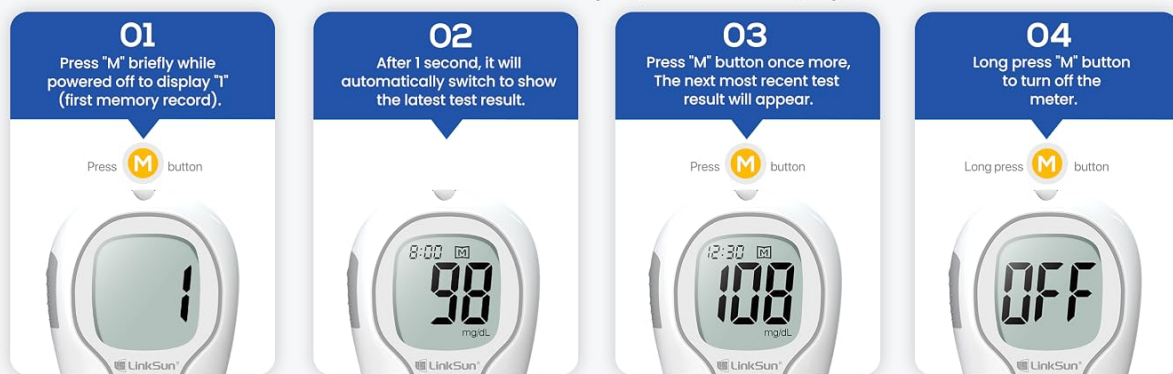 01
Press "M" briefly while
powered off to display "1"
(first memory record).
Press M button
1
LinkSun®
02
After 1 second, it will
automatically switch to show
the latest test result.
8:00 M
98
mg/dL
LinkSun®
03
Press "M" button once more,
The next most recent test
result will appear.
Press M button
12:30 M
108
mg/dL
LinkSun®
04
Long press "M" button
to turn off the
meter.
Long press M button
OFF
LinkSun®